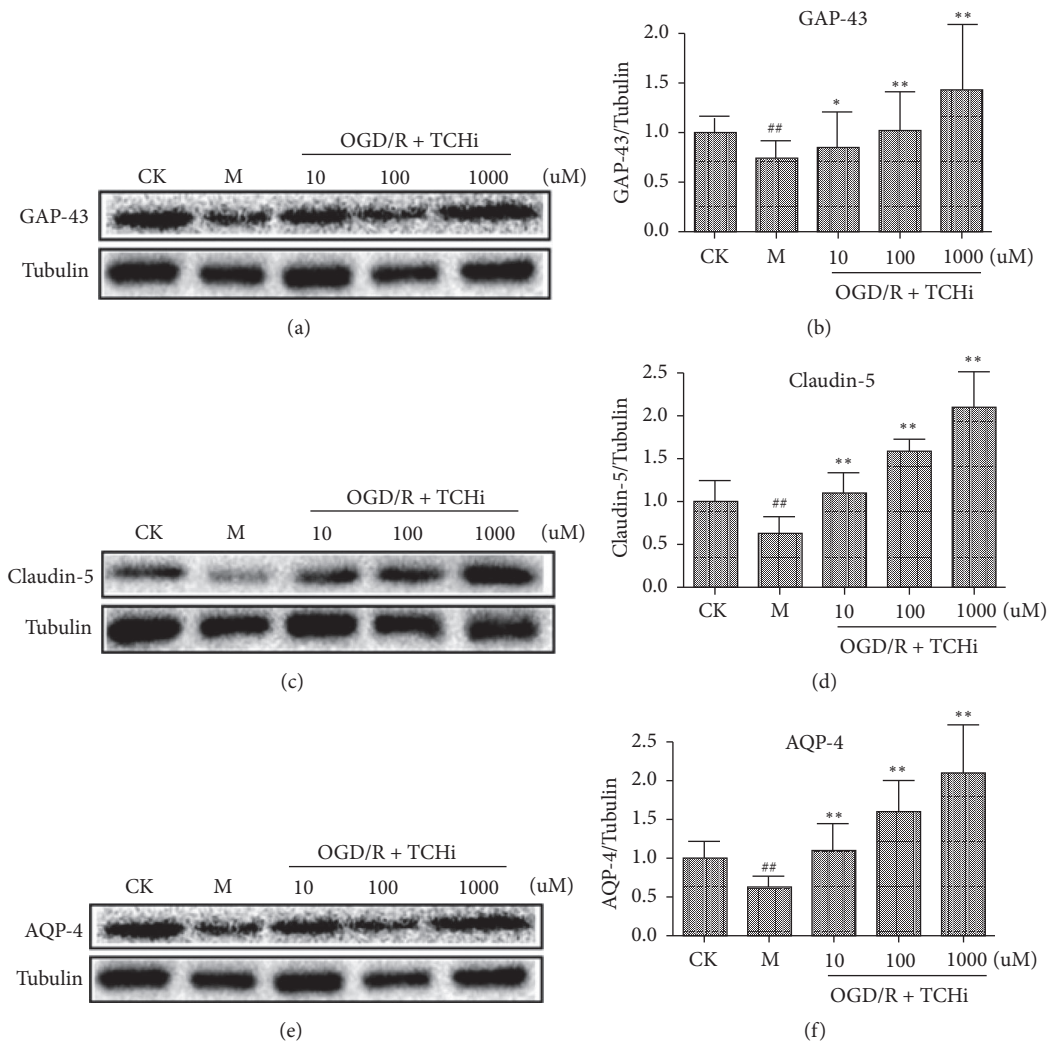 OGD/R + TCHi
CK M 10 100 1000 (uM)
GAP-43
Tubulin
(a)
GAP-43
GAP-43/Tubulin
2.0
1.5
1.0
0.5
0.0
## * ** **
CK M 10 100 1000 (uM)
OGD/R + TCHi
(b)
OGD/R + TCHi
CK M 10 100 1000 (uM)
Claudin-5
Tubulin
(c)
Claudin-5
Claudin-5/Tubulin
2.5
2.0
1.5
1.0
0.5
0.0
## ** ** **
CK M 10 100 1000 (uM)
OGD/R + TCHi
(d)
OGD/R + TCHi
CK M 10 100 1000 (uM)
AQP-4
Tubulin
(e)
AQP-4
AQP-4/Tubulin
2.5
2.0
1.5
1.0
0.5
0.0
## ** ** **
CK M 10 100 1000 (uM)
OGD/R + TCHi
(f)